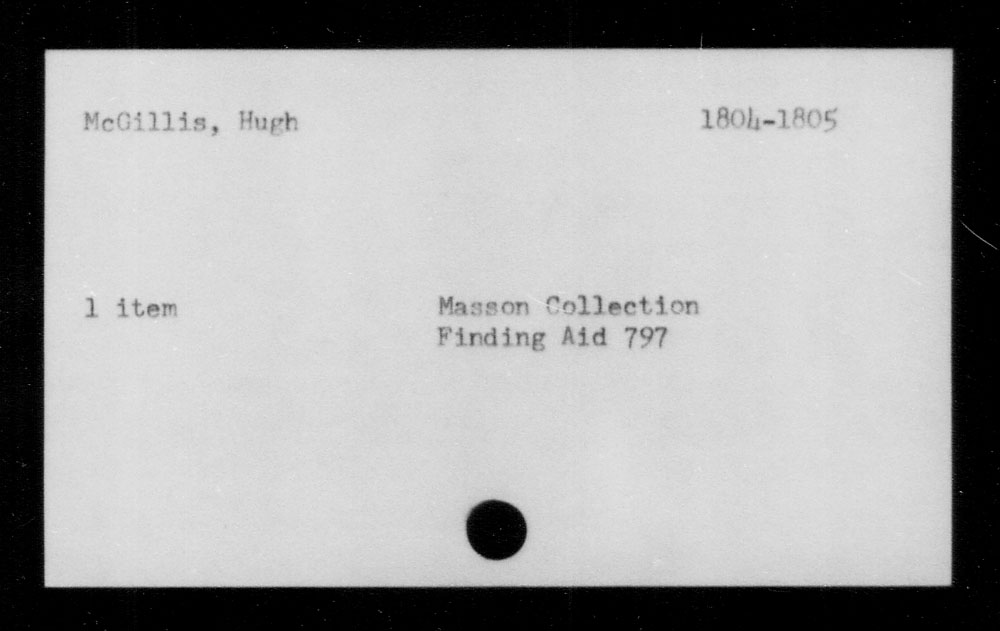 McGillis, Hugh
1804-1805
1 item
Masson Collection
Finding Aid 797